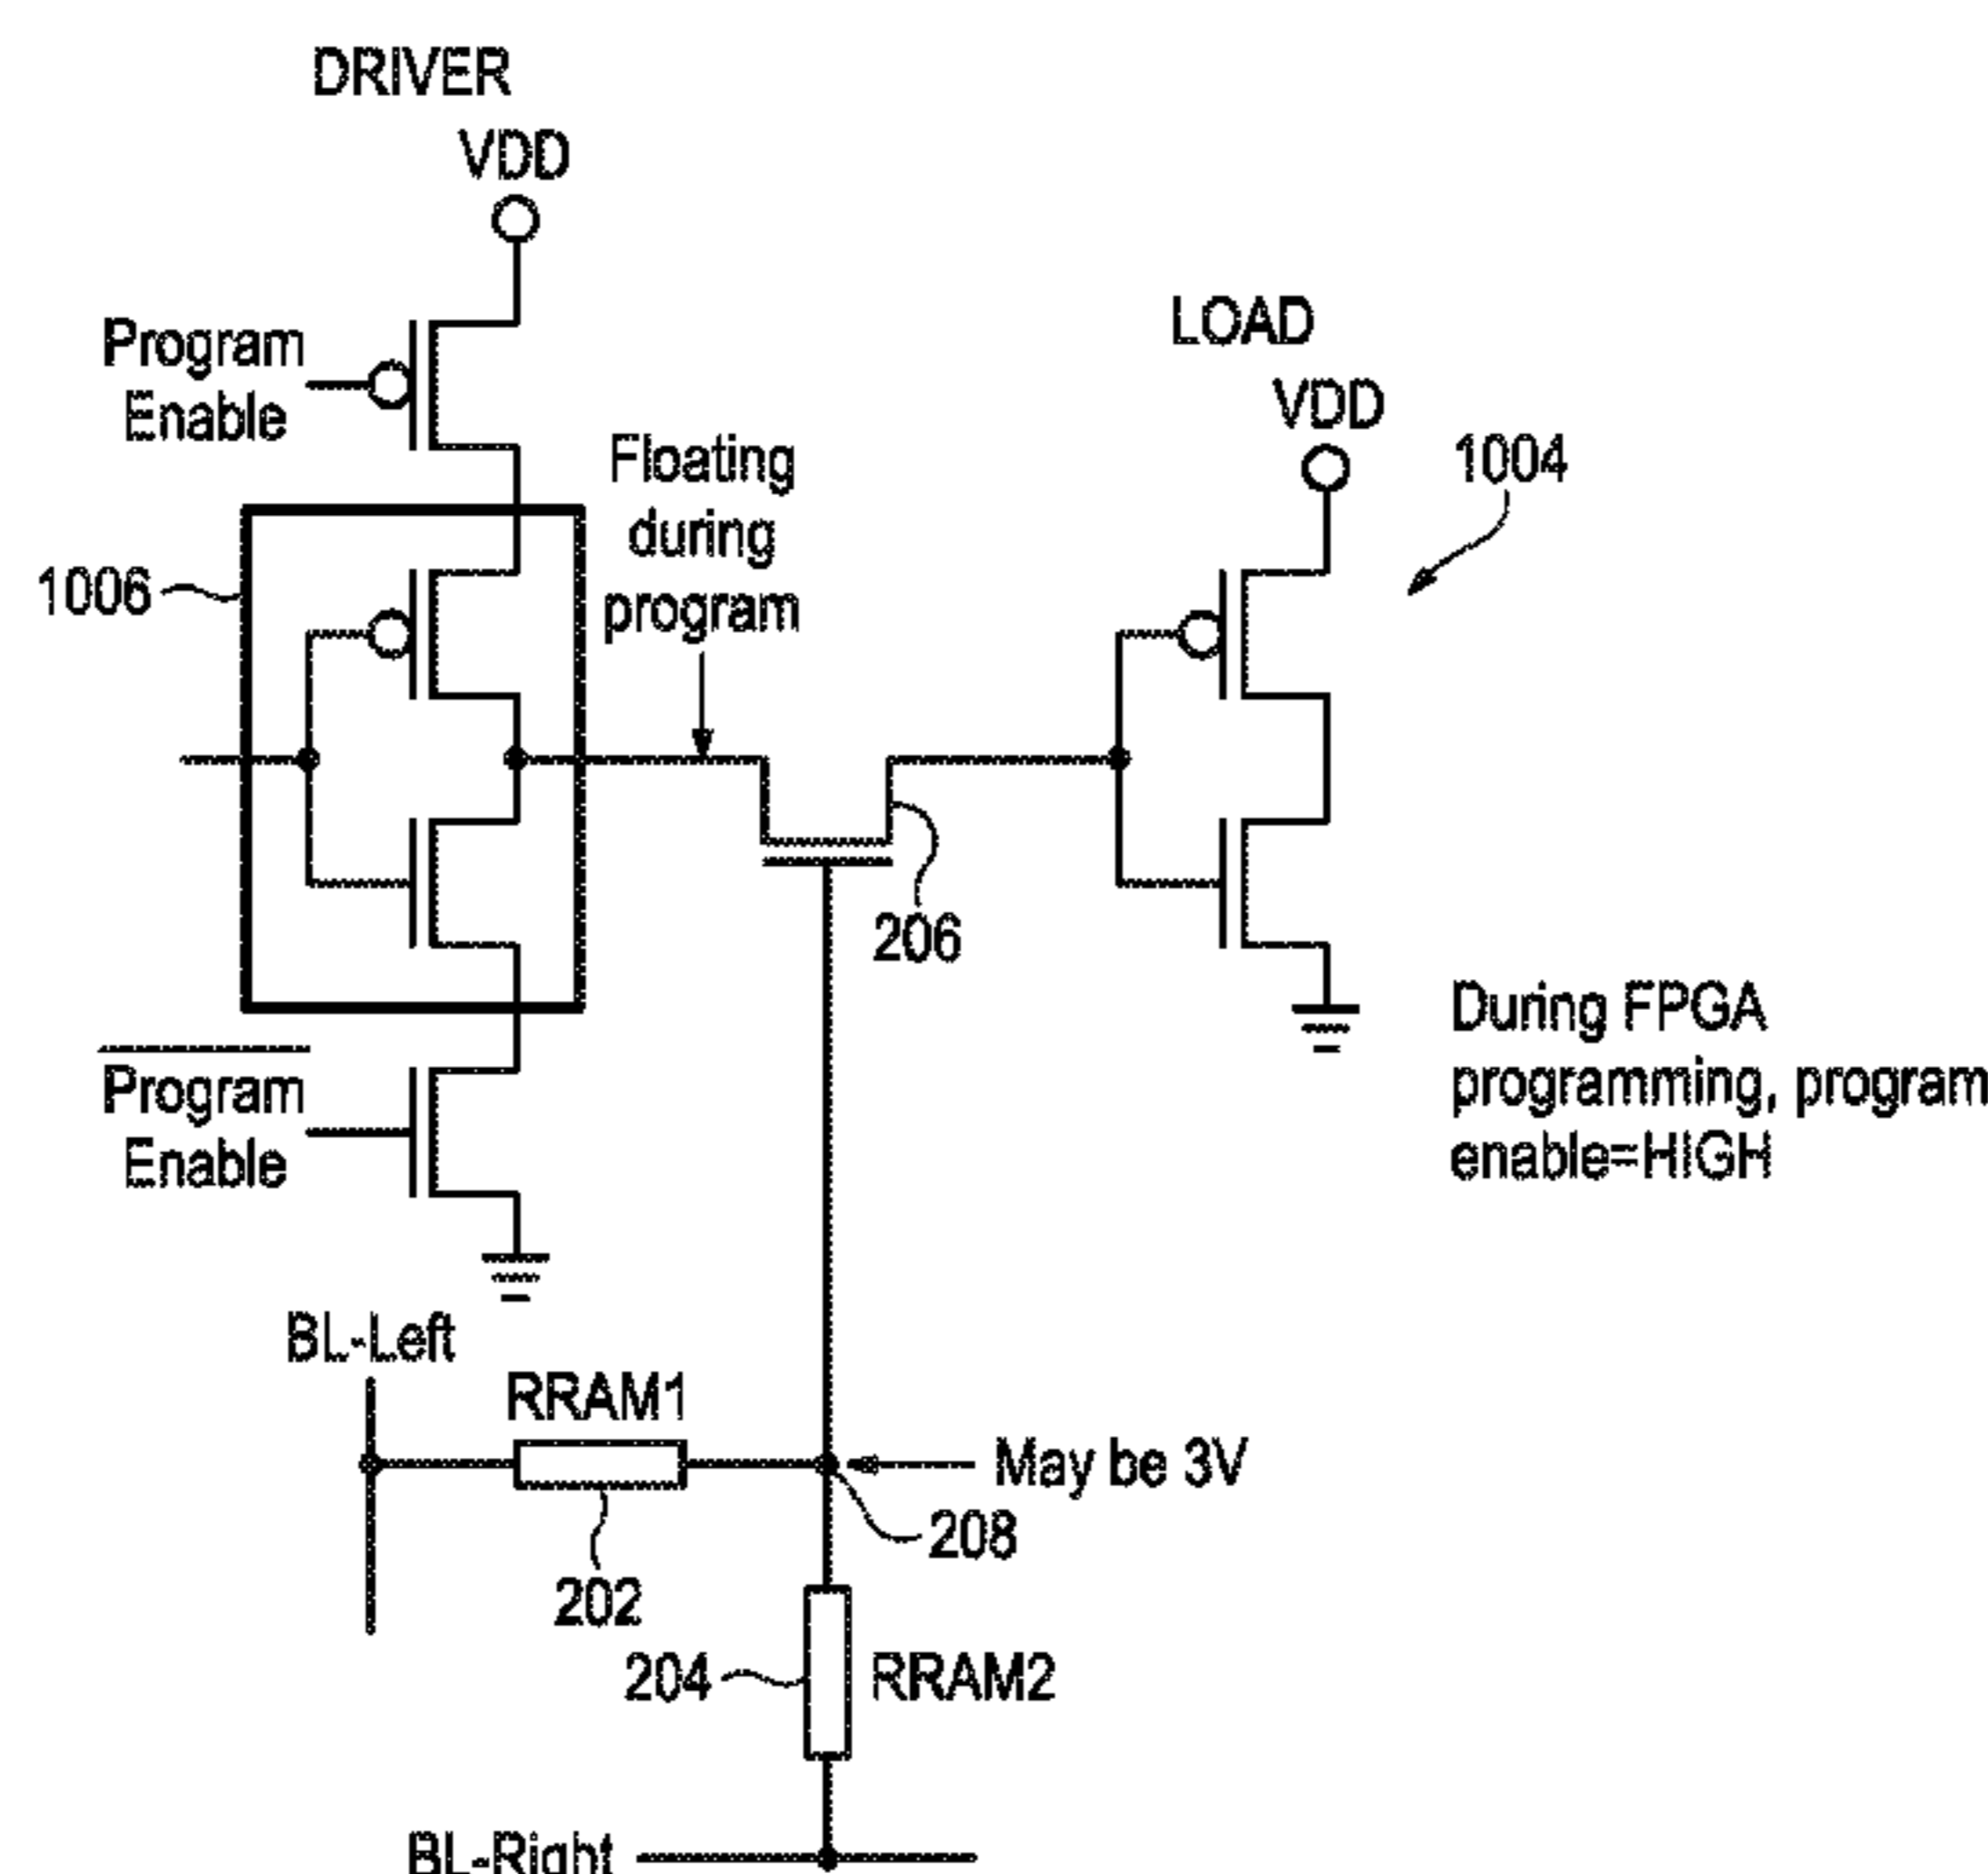 DRIVER
VDD
Program
Enable
LOAD
VDD
1004
Floating
during
program
1006
206
During FPGA
programming, program
enable=HIGH
Program
Enable
BL-Left
RRAM1
May be 3V
208
202
204
RRAM2
BL-Right